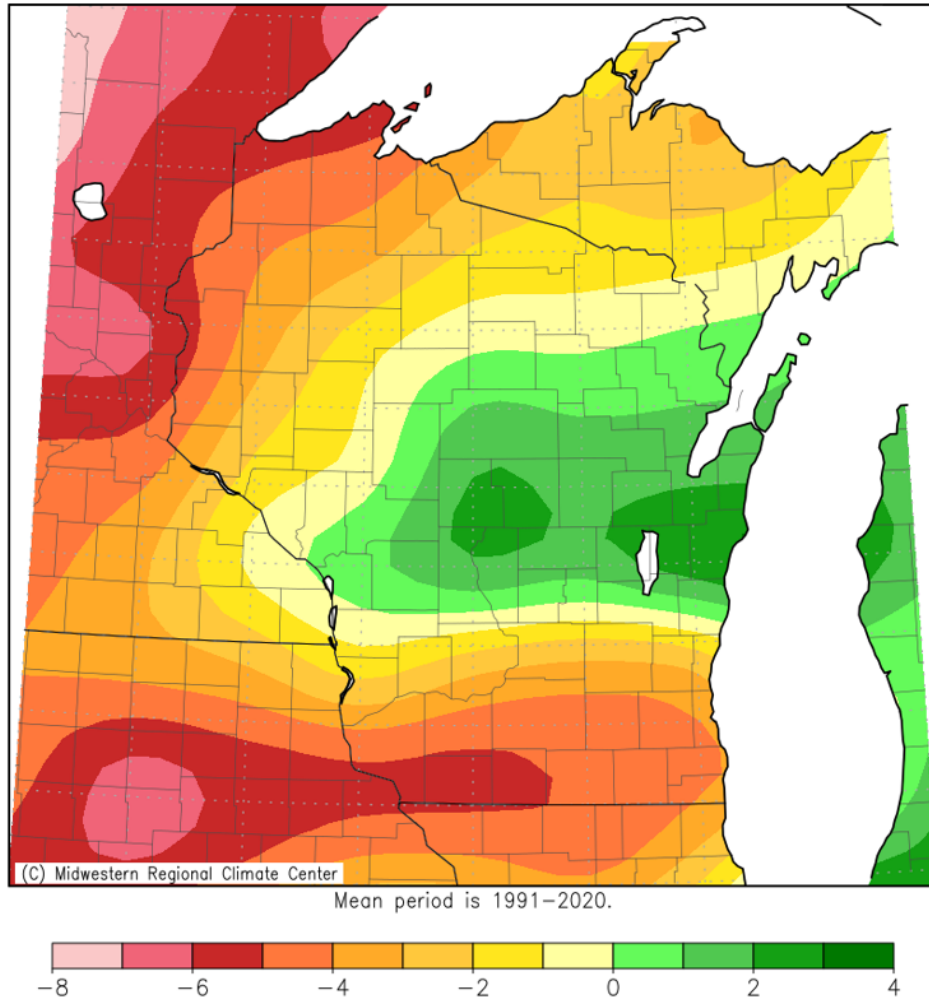 (C) Midwestern Regional Climate Center
Mean period is 1991−2020.
−8 −6 −4 −2 0 2 4